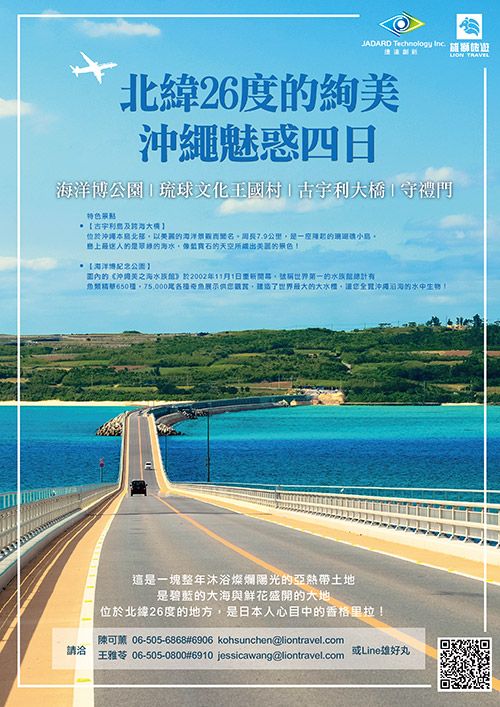 JADARD Technology Inc.
捷達創新
雄獅旅遊
LION TRAVEL
北緯26度的絢美
沖繩魅惑四日
海洋博公園 | 琉球文化王國村 | 古宇利大橋 | 守禮門
特色景點
【古宇利島及跨海大橋】
位於沖繩本島北部，以美麗的海洋景觀而聞名。周長7.9公里，是一座隆起的珊瑚礁小島。
島上最迷人的是翠綠的海水，像藍寶石的天空所織出美麗的景色！
【海洋博紀念公園】
園內的《沖繩美之海水族館》於2002年11月1日重新開幕，號稱世界第一的水族館總計有
魚類精華650種，75,000尾各種奇魚展示供您觀賞，建造了世界最大的大水槽，讓您全覽沖繩沿海的水中生物！
這是一塊整年沐浴燦爛陽光的亞熱帶土地
是碧藍的大海與鮮花盛開的大地
位於北緯26度的地方，是日本人心目中的香格里拉！
請洽
陳可薰 06-505-6868#6906 kohsunchen@liontravel.com
王雅苓 06-505-0800#6910 jessicawang@liontravel.com
或Line雄好丸